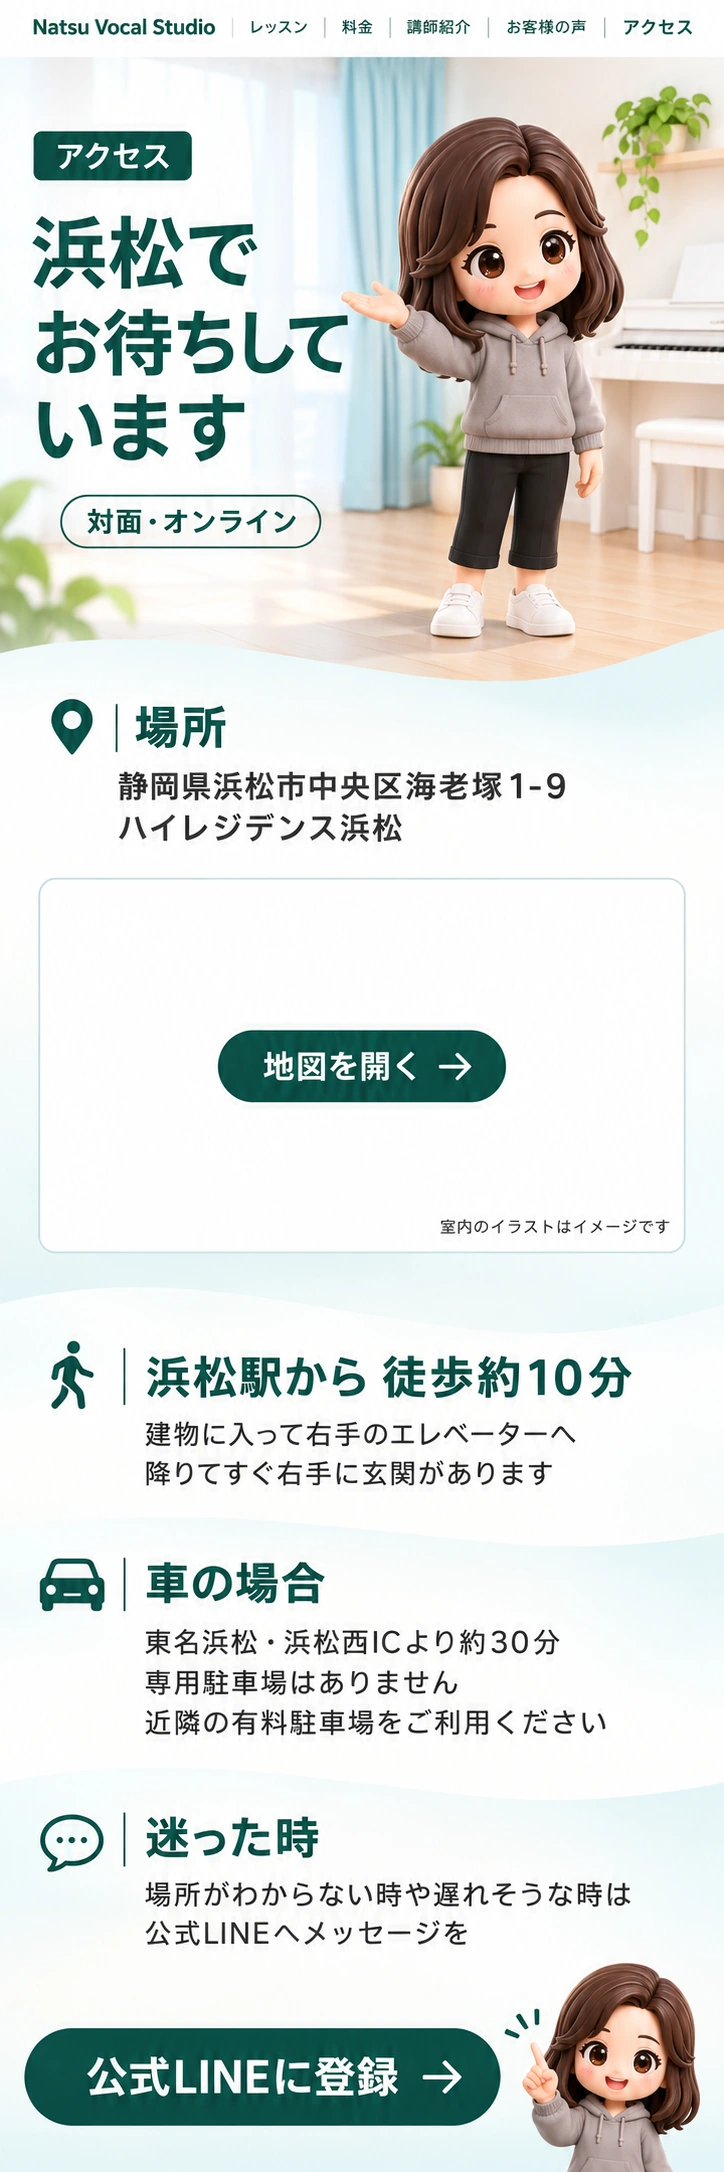 Natsu Vocal Studio
レッスン
料金
講師紹介
お客様の声
アクセス
アクセス
浜松で
お待ちして
います
対面・オンライン
場所
静岡県浜松市中央区海老塚1-9
ハイレジデンス浜松
地図を開く →
室内のイラストはイメージです
浜松駅から 徒歩約10分
建物に入って右手のエレベーターへ
降りてすぐ右手に玄関があります
車の場合
東名浜松・浜松西ICより約30分
専用駐車場はありません
近隣の有料駐車場をご利用ください
迷った時
場所がわからない時や遅れそうな時は
公式LINEへメッセージを
公式LINEに登録 →